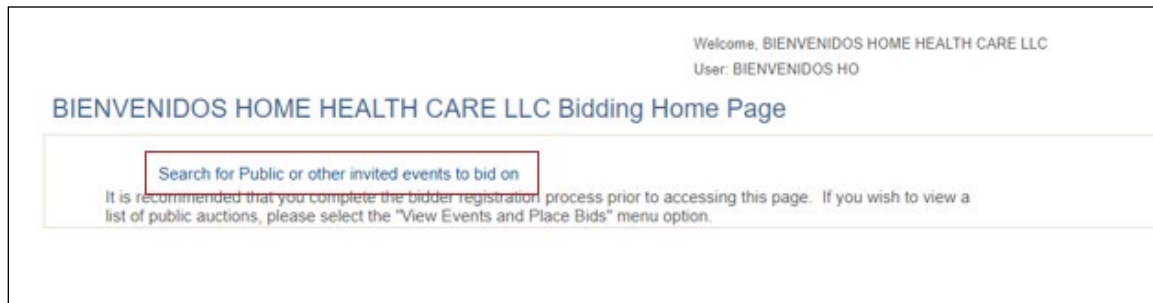 Welcome, BIENVENIDOS HOME HEALTH CARE LLC
User: BIENVENIDOS HO
BIENVENIDOS HOME HEALTH CARE LLC Bidding Home Page
Search for Public or other invited events to bid on
It is recommended that you complete the bidder registration process prior to accessing this page. If you wish to view a
list of public auctions, please select the "View Events and Place Bids" menu option.